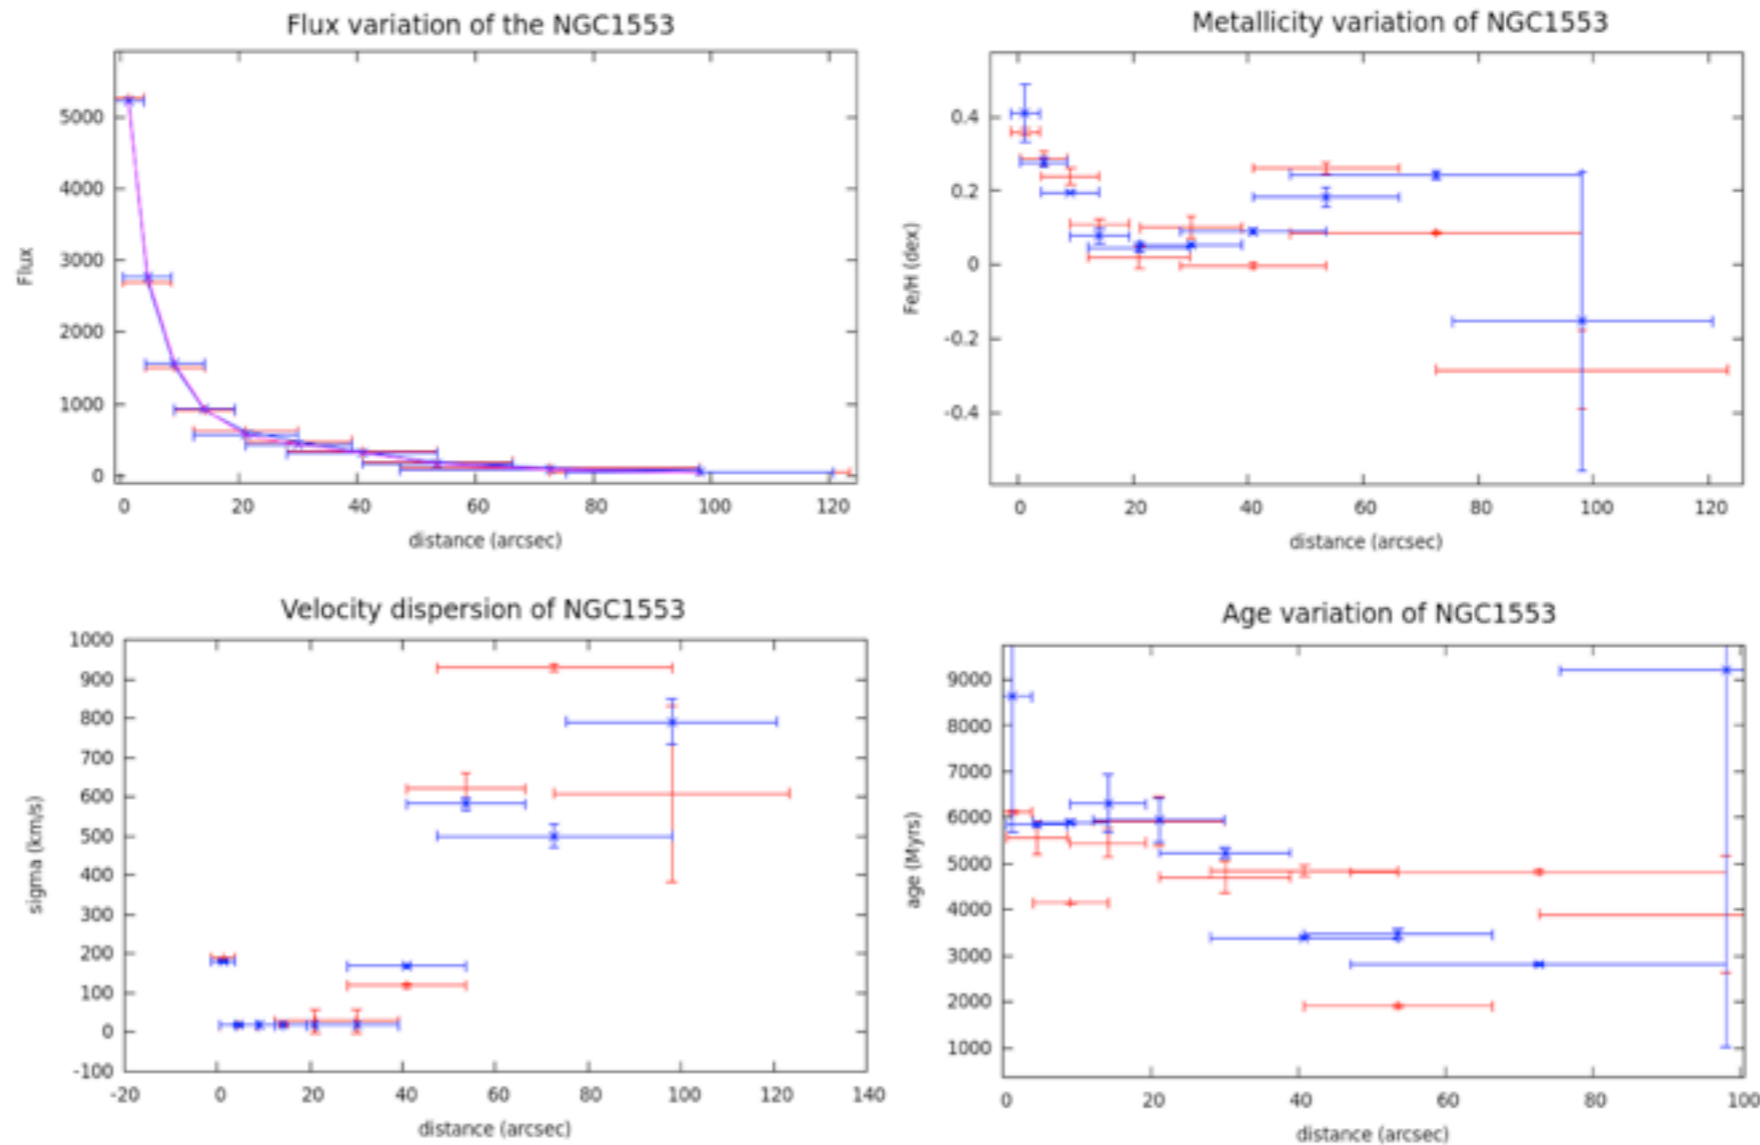 Flux variation of the NGC1553
5000
4000
3000
2000
1000
0
Flux
0 20 40 60 80 100 120
distance (arcsec)
Metallicity variation of NGC1553
0.4
0.2
0
-0.2
-0.4
Fe/H (dex)
0 20 40 60 80 100 120
distance (arcsec)
Velocity dispersion of NGC1553
1000
900
800
700
600
500
400
300
200
100
0
-100
sigma (km/s)
-20 0 20 40 60 80 100 120 140
distance (arcsec)
Age variation of NGC1553
9000
8000
7000
6000
5000
4000
3000
2000
1000
age (Myrs)
0 20 40 60 80 100
distance (arcsec)